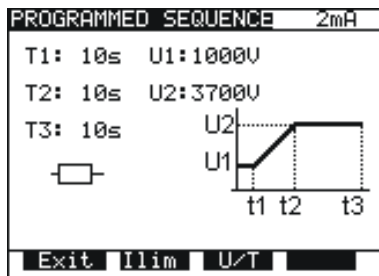 PROGRAMMED SEQUENCE 2mA
T1: 10s U1:1000V
T2: 10s U2:3700V
T3: 10s
U2
U1
t1 t2 t3
Exit Ilim U/T